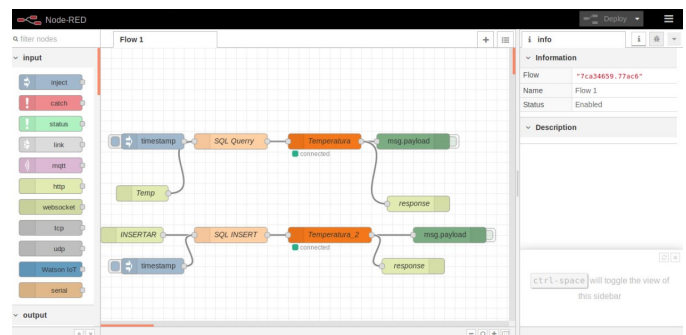 Node-RED
Deploy
filter nodes
Flow 1
info
i
input
Information
inject
Flow
"7ca34659.77ac6"
catch
Name
Flow 1
status
Status
Enabled
link
Description
mqtt
timestamp
SQL Querry
Temperatura
msg.payload
connected
http
Temp
websocket
response
tcp
INSERTAR
SQL INSERT
Temperatura_2
msg.payload
udp
connected
Watson IoT
timestamp
response
ctrl-space will toggle the view of
this sidebar
serial
output